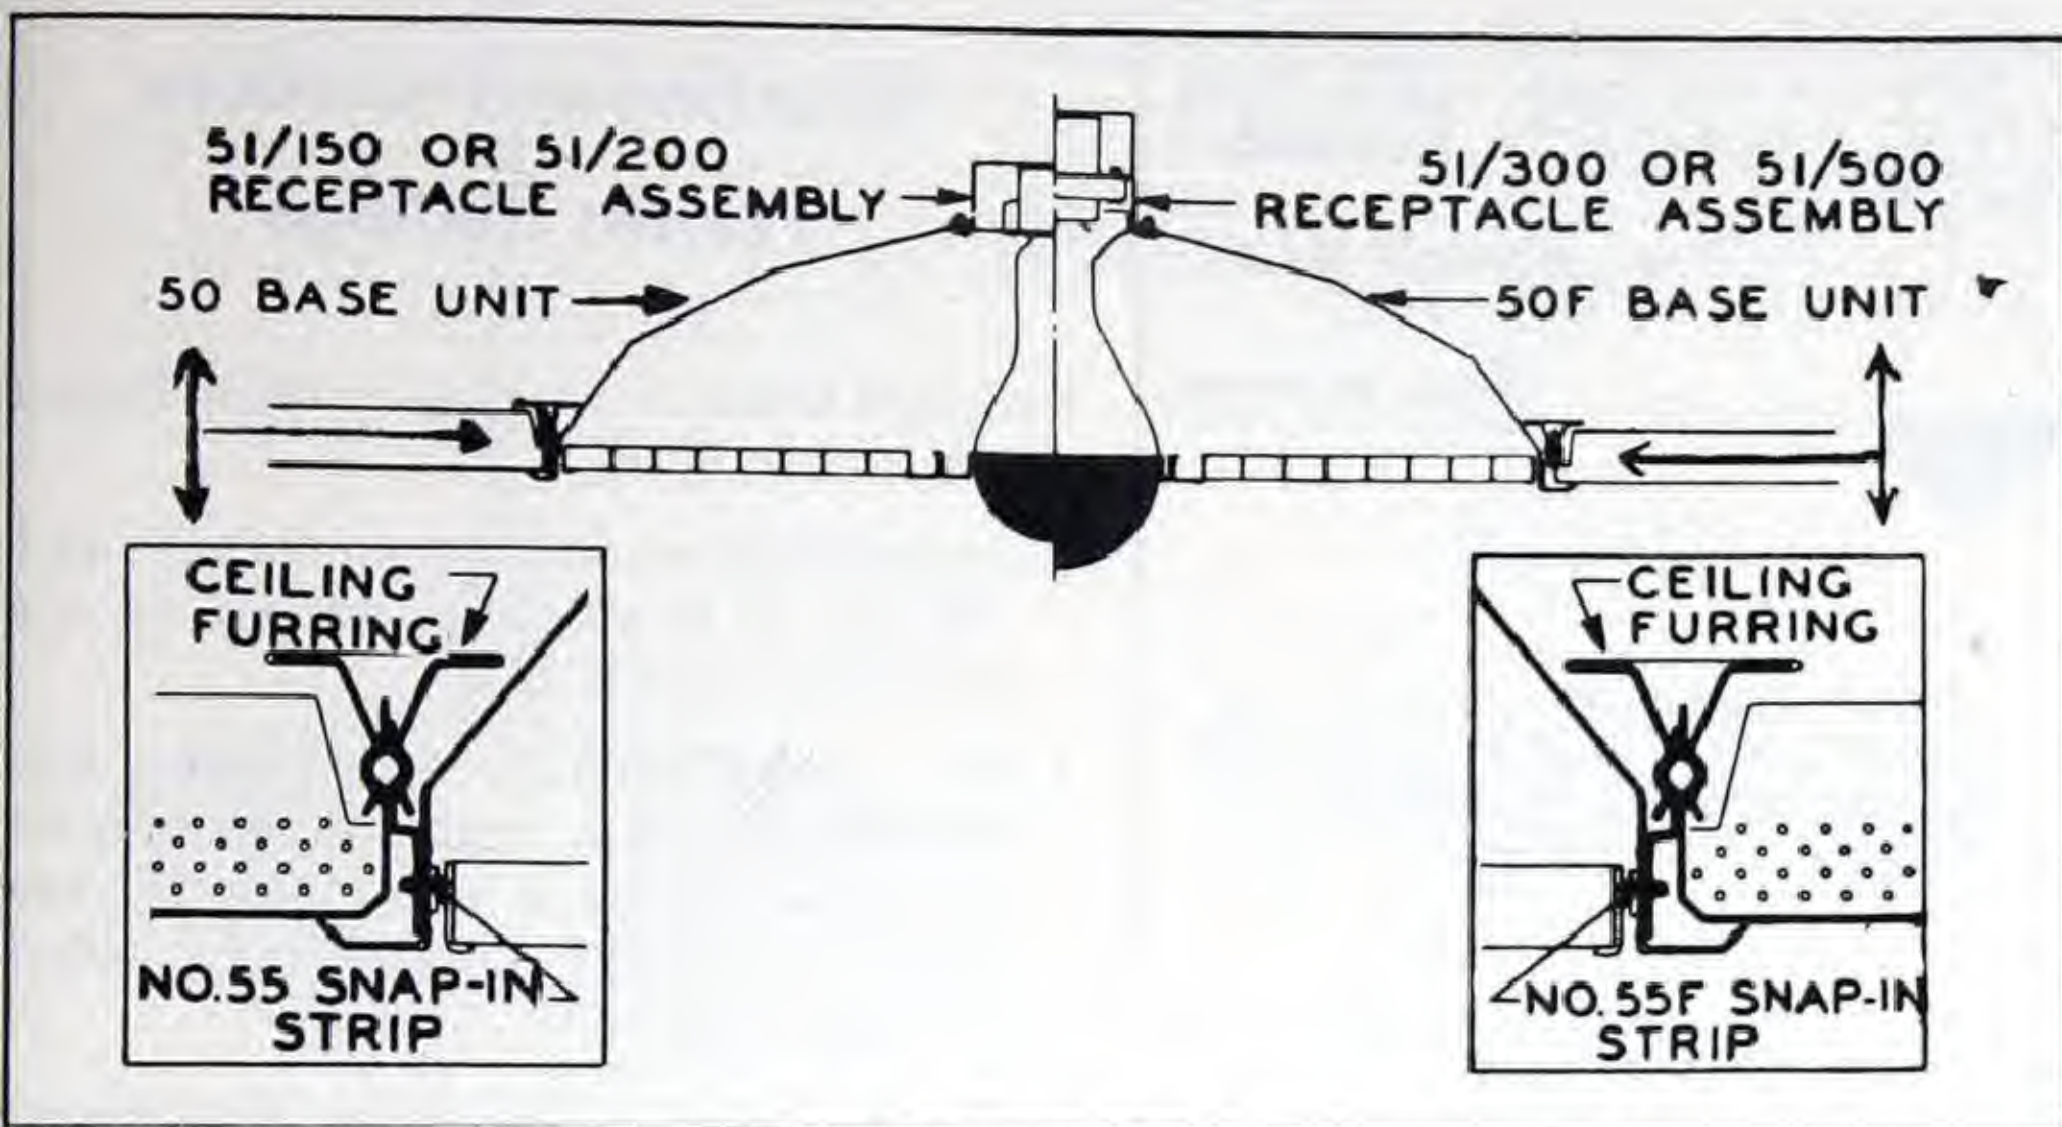 51/150 OR 51/200
RECEPTACLE ASSEMBLY
51/300 OR 51/500
RECEPTACLE ASSEMBLY
50 BASE UNIT
50F BASE UNIT
CEILING
FURRING
NO.55 SNAP-IN
STRIP
CEILING
FURRING
NO.55F SNAP-IN
STRIP